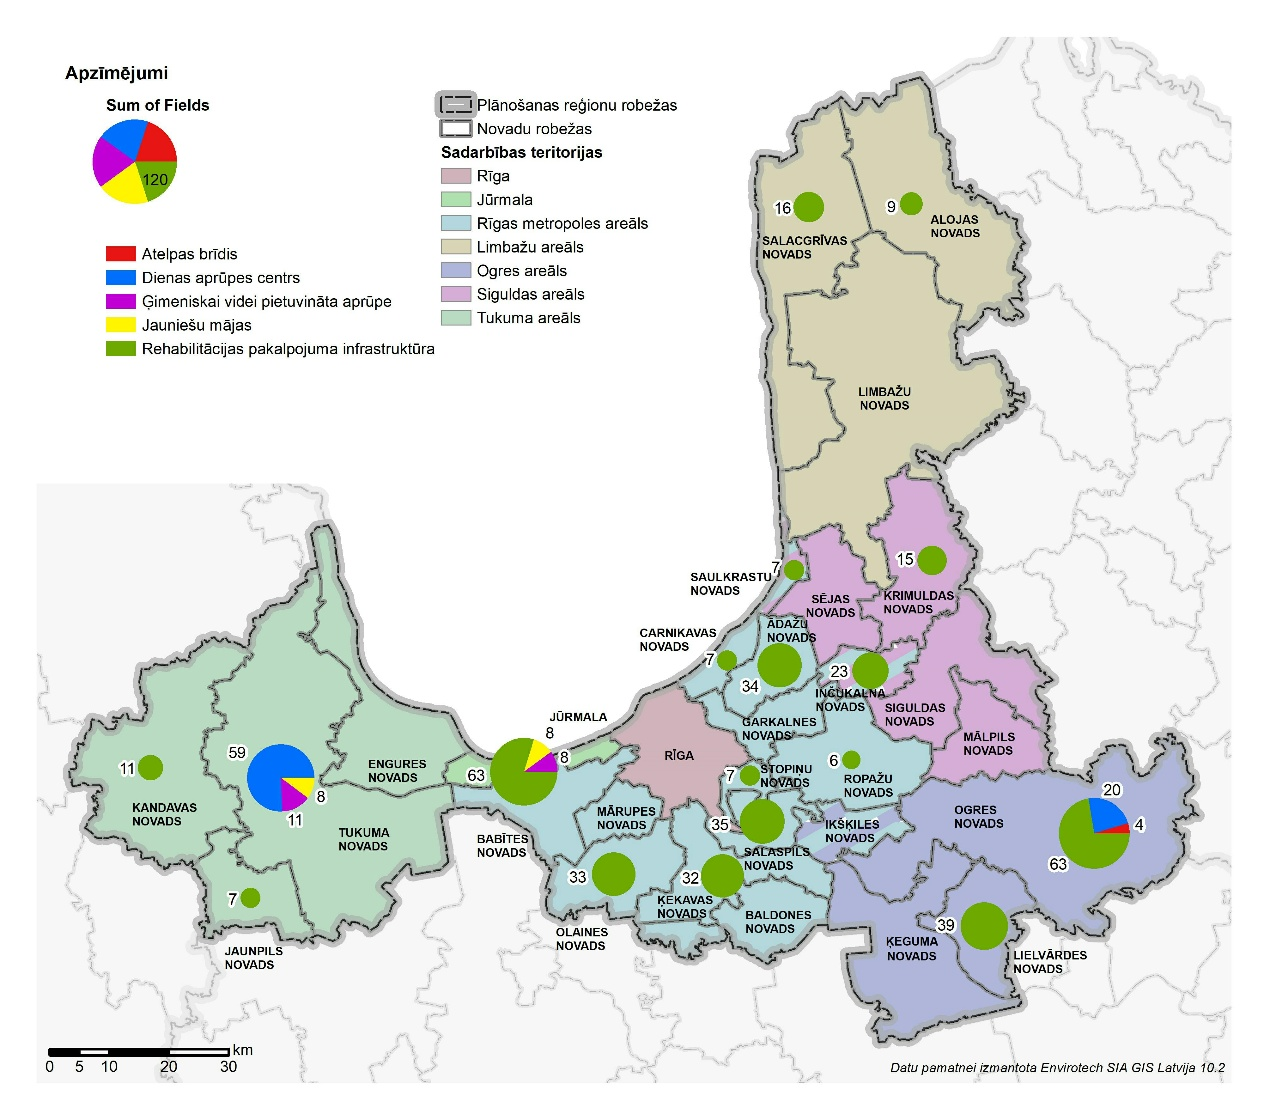 Apzīmējumi
Sum of Fields
120
Atelpas brīdis
Dienas aprūpes centrs
Ģimeniskai videi pietuvināta aprūpe
Jauniešu mājas
Rehabilitācijas pakalpojuma infrastruktūra
Plānošanas reģionu robežas
Novadu robežas
Sadarbības teritorijas
Rīga
Jūrmala
Rīgas metropoles areāls
Limbažu areāls
Ogres areāls
Siguldas areāls
Tukuma areāls
16
SALACGRĪVAS
NOVADS
9
ALOJAS
NOVADS
LIMBAŽU
NOVADS
7
SAULKRASTU
NOVADS
15
KRIMULDAS
NOVADS
SĒJAS
NOVADS
CARNIKAVAS
NOVADS
7
ĀDAŽU
NOVADS
34
23
INČUKALNA
NOVADS
SIGULDAS
NOVADS
MĀLPILS
NOVADS
GARKALNES
NOVADS
JŪRMALA
8
8
63
RĪGA
ENGURES
NOVADS
59
8
11
TUKUMA
NOVADS
11
KANDAVAS
NOVADS
7
JAUNPILS
NOVADS
7
STOPIŅU
NOVADS
6
ROPAŽU
NOVADS
MĀRUPES
NOVADS
BABĪTES
NOVADS
35
SALASPILS
NOVADS
IKŠĶILES
NOVADS
OGRES
NOVADS
20
4
63
33
OLAINES
NOVADS
32
ĶEKAVAS
NOVADS
BALDONES
NOVADS
39
ĶEGUMA
NOVADS
LIELVĀRDES
NOVADS
km
0 5 10 20 30
Datu pamatnei izmantota Envirotech SIA GIS Latvija 10.2